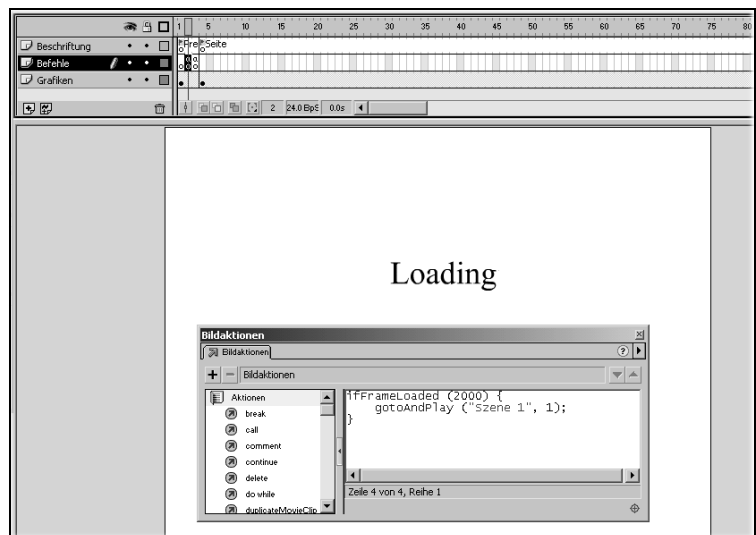 1 5 10 15 20 25 30 35 40 45 50 55 60 65 70 75 80
Beschriftung
Pre Seite
Befehle
Grafiken
2 24.0 BpS 0.0s
Loading
Bildaktionen
Bildaktionen
Bildaktionen
Aktionen
break
call
comment
continue
delete
do while
duplicateMovieClip
ifFrameLoaded (2000) {
gotoAndPlay ("Szene 1", 1);
}
Zeile 4 von 4, Reihe 1